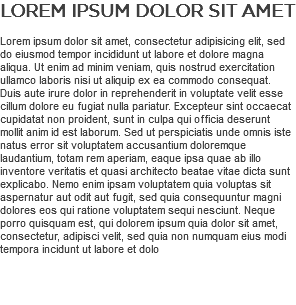 LOREM IPSUM DOLOR SIT AMET
Lorem ipsum dolor sit amet, consectetur adipisicing elit, sed
do eiusmod tempor incididunt ut labore et dolore magna
aliqua. Ut enim ad minim veniam, quis nostrud exercitation
ullamco laboris nisi ut aliquip ex ea commodo consequat.
Duis aute irure dolor in reprehenderit in voluptate velit esse
cillum dolore eu fugiat nulla pariatur. Excepteur sint occaecat
cupidatat non proident, sunt in culpa qui officia deserunt
mollit anim id est laborum. Sed ut perspiciatis unde omnis iste
natus error sit voluptatem accusantium doloremque
laudantium, totam rem aperiam, eaque ipsa quae ab illo
inventore veritatis et quasi architecto beatae vitae dicta sunt
explicabo. Nemo enim ipsam voluptatem quia voluptas sit
aspernatur aut odit aut fugit, sed quia consequuntur magni
dolores eos qui ratione voluptatem sequi nesciunt. Neque
porro quisquam est, qui dolorem ipsum quia dolor sit amet,
consectetur, adipisci velit, sed quia non numquam eius modi
tempora incidunt ut labore et dolo